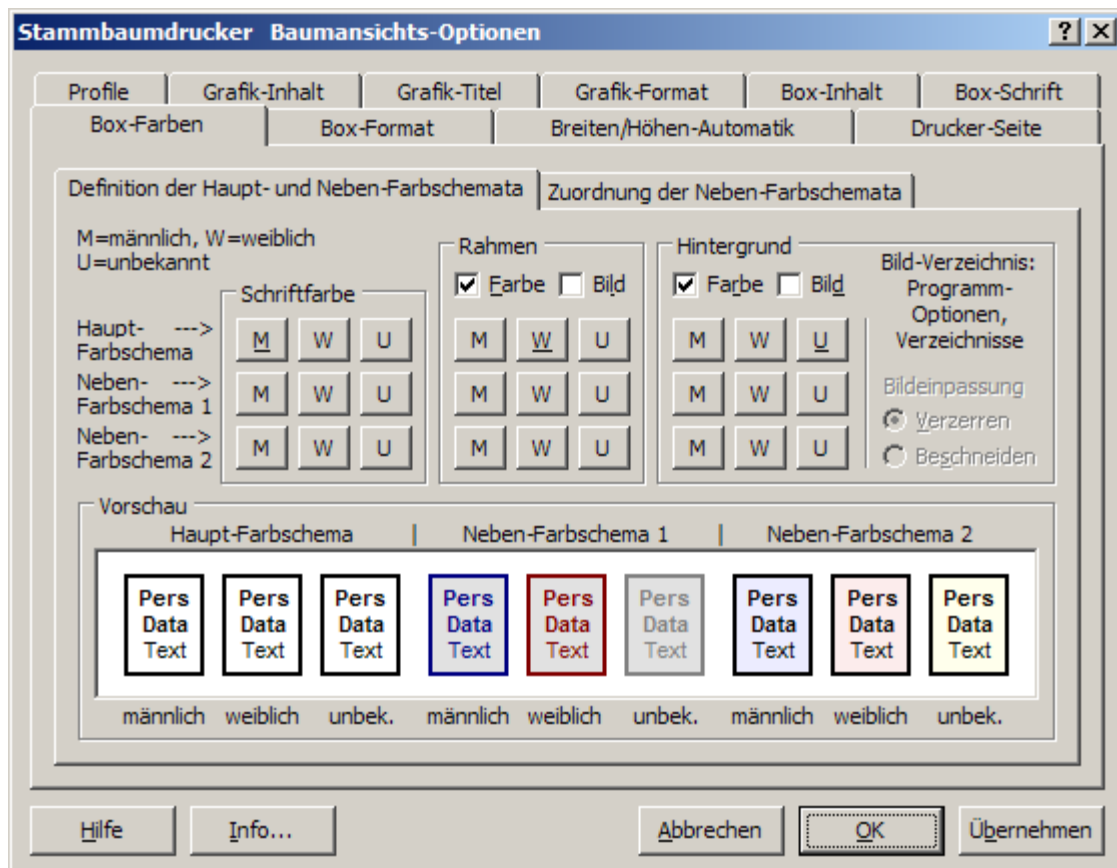 Stammbaumdrucker Baumansichts-Optionen
Profile Grafik-Inhalt Grafik-Titel Grafik-Format Box-Inhalt Box-Schrift
Box-Farben Box-Format Breiten/Höhen-Automatik Drucker-Seite
Definition der Haupt- und Neben-Farbschemata Zuordnung der Neben-Farbschemata
M=männlich, W=weiblich
U=unbekannt
Schriftfarbe
Rahmen
Farbe Bild
Hintergrund
Farbe Bild
Haupt- --->
Farbschema
M W U M W U M W U
Neben- --->
Farbschema 1
M W U M W U M W U
Neben- --->
Farbschema 2
M W U M W U M W U
Bild-Verzeichnis:
Programm-
Optionen,
Verzeichnisse
Bildeinpassung
Verzerren
Beschneiden
Vorschau
Haupt-Farbschema | Neben-Farbschema 1 | Neben-Farbschema 2
Pers Pers Pers Pers Pers Pers Pers Pers Pers
Data Data Data Data Data Data Data Data Data
Text Text Text Text Text Text Text Text Text
männlich weiblich unbek. männlich weiblich unbek. männlich weiblich unbek.
Hilfe Info... Abbrechen OK Übernehmen